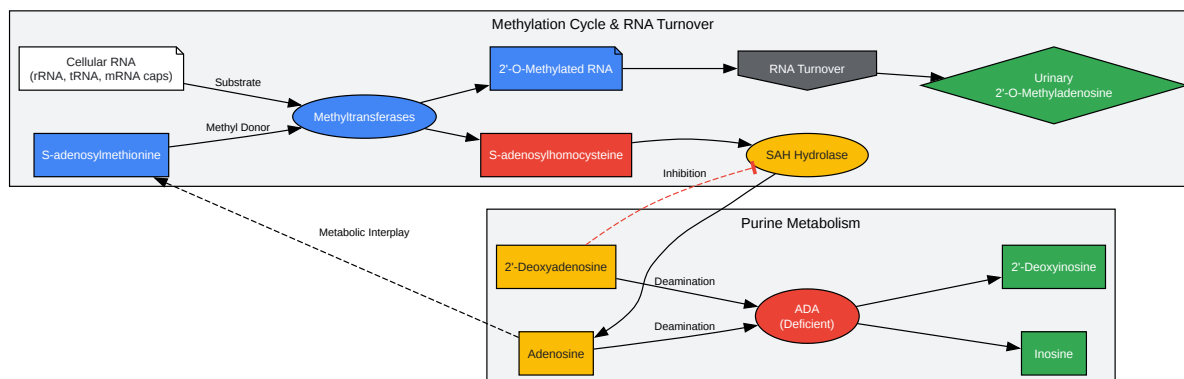 Methylation Cycle & RNA Turnover
Cellular RNA
(rRNA, tRNA, mRNA caps)
Substrate
2'-O-Methylated RNA
RNA Turnover
Urinary
2'-O-Methyladenosine
Methyltransferases
Methyl Donor
S-adenosylmethionine
S-adenosylhomocysteine
SAH Hydrolase
Inhibition
Metabolic Interplay
Purine Metabolism
2'-Deoxyadenosine
Deamination
2'-Deoxyinosine
ADA
(Deficient)
Deamination
Adenosine
Inosine